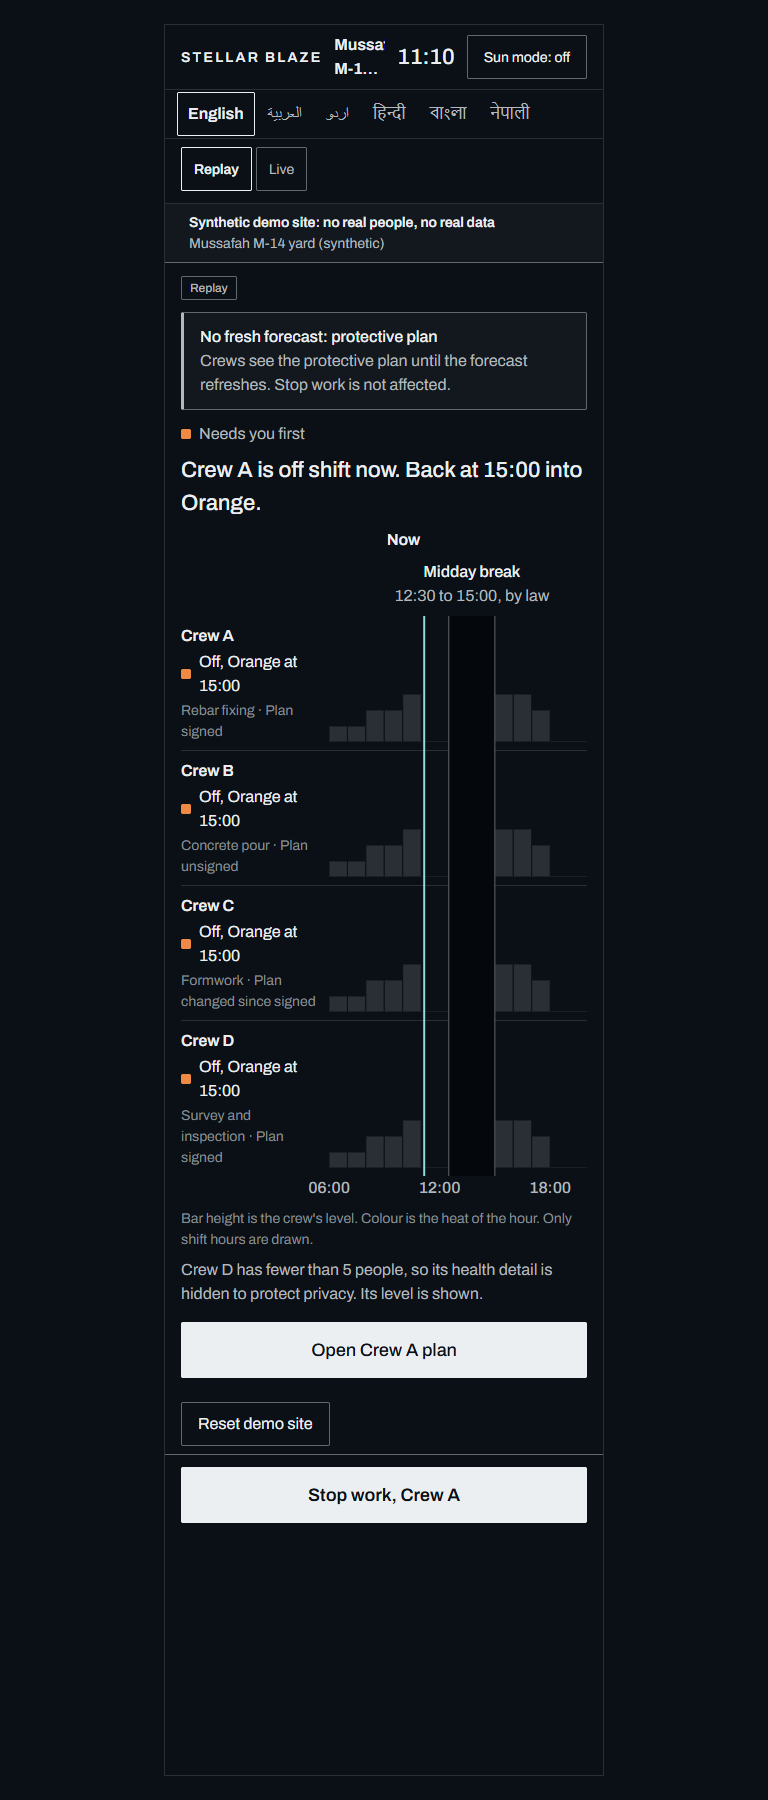 STELLAR BLAZE
Mussa
M-1...
11:10
Sun mode: off
English
العربية
اردو
हिन्दी
বাংলা
नेपाली
Replay
Live
Synthetic demo site: no real people, no real data
Mussafah M-14 yard (synthetic)
Replay
No fresh forecast: protective plan
Crews see the protective plan until the forecast
refreshes. Stop work is not affected.
Needs you first
Crew A is off shift now. Back at 15:00 into
Orange.
Now
Midday break
12:30 to 15:00, by law
Crew A
Off, Orange at
15:00
Rebar fixing · Plan
signed
Crew B
Off, Orange at
15:00
Concrete pour · Plan
unsigned
Crew C
Off, Orange at
15:00
Formwork · Plan
changed since signed
Crew D
Off, Orange at
15:00
Survey and
inspection · Plan
signed
06:00 12:00 18:00
Bar height is the crew's level. Colour is the heat of the hour. Only
shift hours are drawn.
Crew D has fewer than 5 people, so its health detail is
hidden to protect privacy. Its level is shown.
Open Crew A plan
Reset demo site
Stop work, Crew A